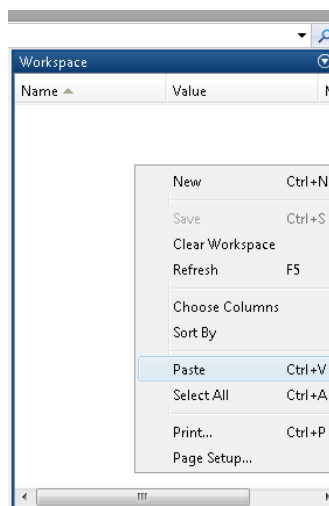 Workspace
Name Value
New Ctrl+N
Save Ctrl+S
Clear Workspace
Refresh F5
Choose Columns
Sort By
Paste Ctrl+V
Select All Ctrl+A
Print... Ctrl+P
Page Setup...